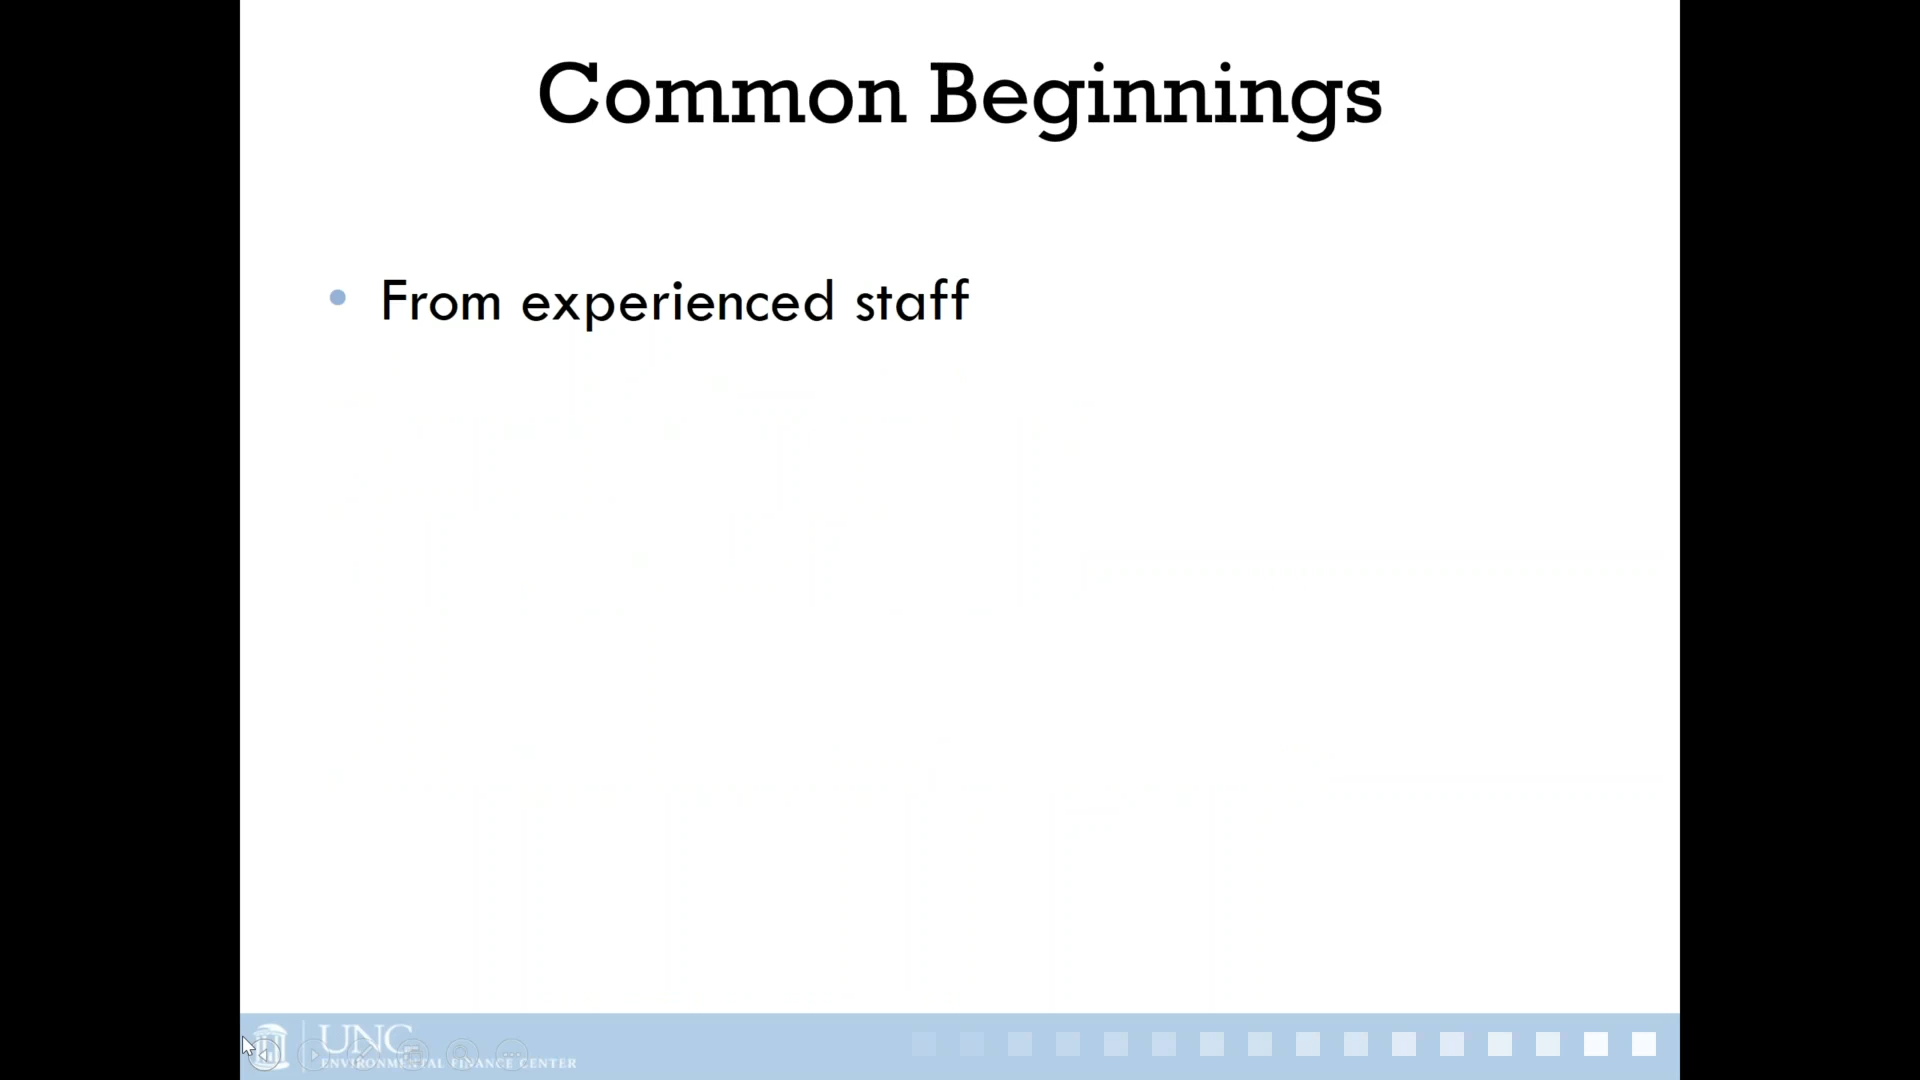 Common Beginnings
• From experienced staff
UNC
ENVIRONMENTAL FINANCE CENTER